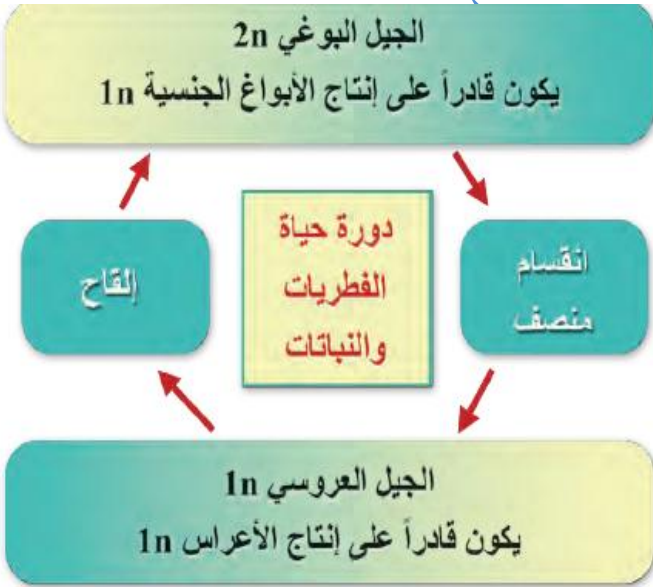 الجيل البوغي 2n
يكون قادراً على إنتاج الأبواغ الجنسية 1n
دورة حياة
الفطريات
والنباتات
انقسام
منصف
إلقاح
الجيل العروسي 1n
يكون قادراً على إنتاج الأعراس 1n